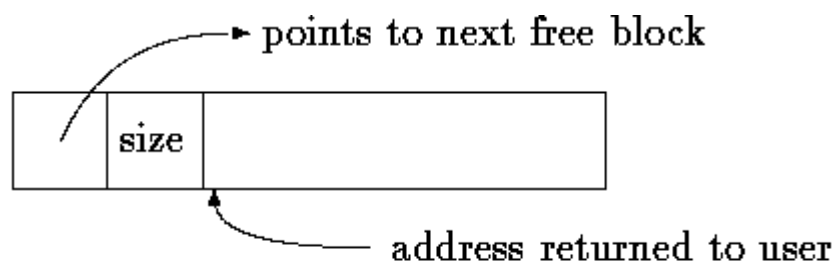 points to next free block
size
address returned to user